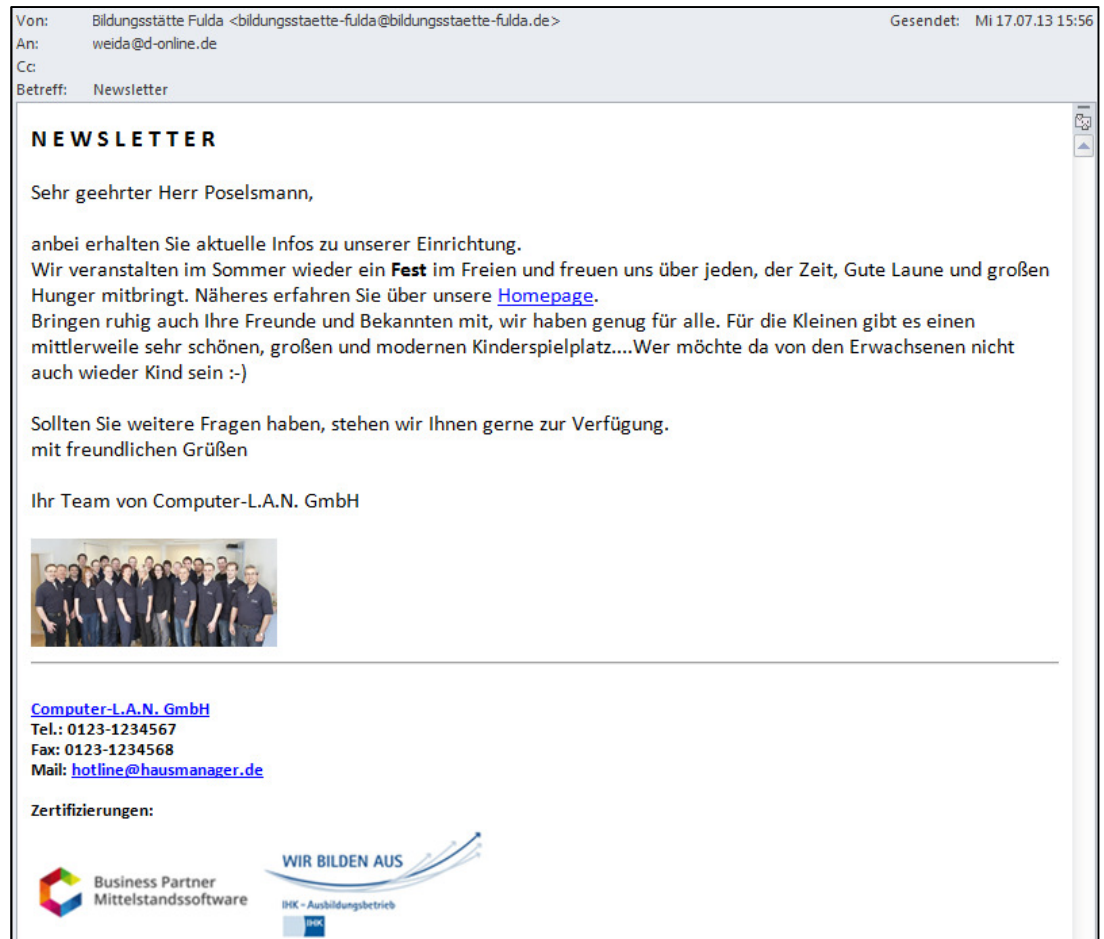 Von: Bildungsstätte Fulda <bildungsstaette-fulda@bildungsstaette-fulda.de> Gesendet: Mi 17.07.13 15:56
An: weida@d-online.de
Cc:
Betreff: Newsletter
NEWSLETTER
Sehr geehrter Herr Poselsmann,
anbei erhalten Sie aktuelle Infos zu unserer Einrichtung.
Wir veranstalten im Sommer wieder ein Fest im Freien und freuen uns über jeden, der Zeit, Gute Laune und großen
Hunger mitbringt. Näheres erfahren Sie über unsere Homepage.
Bringen ruhig auch Ihre Freunde und Bekannten mit, wir haben genug für alle. Für die Kleinen gibt es einen
mittlerweile sehr schönen, großen und modernen Kinderspielplatz....Wer möchte da von den Erwachsenen nicht
auch wieder Kind sein :-)
Sollten Sie weitere Fragen haben, stehen wir Ihnen gerne zur Verfügung.
mit freundlichen Grüßen
Ihr Team von Computer-L.A.N. GmbH
Computer-L.A.N. GmbH
Tel.: 0123-1234567
Fax: 0123-1234568
Mail: hotline@hausmanager.de
Zertifizierungen:
Business Partner
Mittelstandssoftware
WIR BILDEN AUS
IHK - Ausbildungsbetrieb
IHK